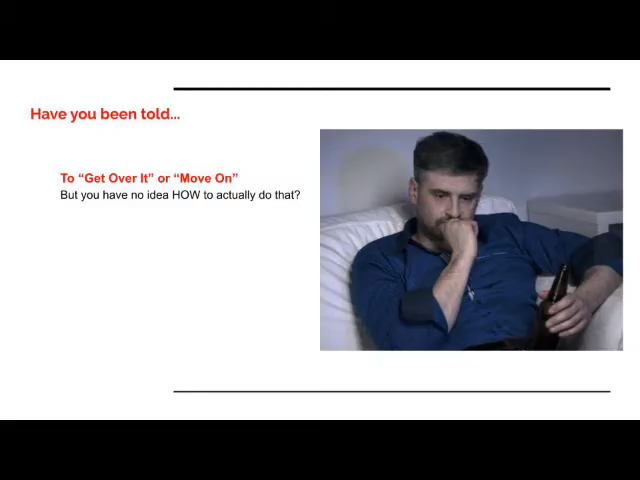 Have you been told...
To “Get Over It” or “Move On”
But you have no idea HOW to actually do that?